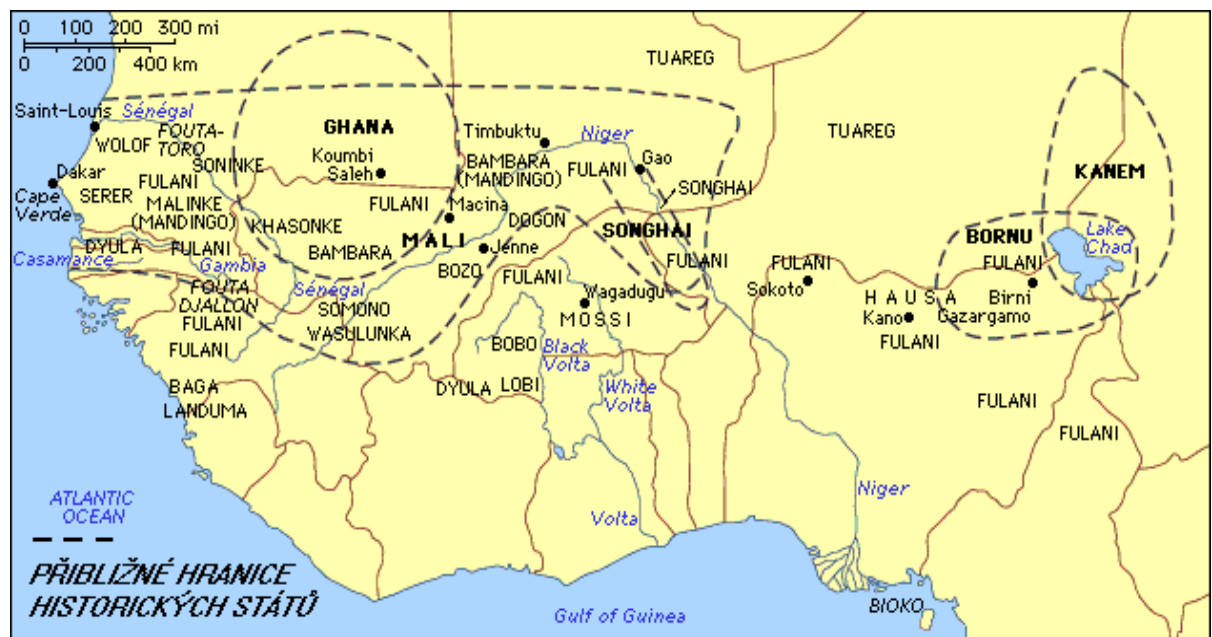 0 100 200 300 mi
0 200 400 km
TUAREG
Saint-Louis
Sénégal
WOLOF
FOUTA-
TORO
GHANA
Timbuktu
Niger
TUAREG
SONINKE
Koumbi
Saleh
BAMBARA
(MANDINGO)
FULANI
Gao
KANEM
Dakar
SERER
FULANI
SONGHAI
Cape
Verde
MALINKE
(MANDINGO)
FULANI
Macina
KHASONKE
DOGON
MALI
SONGHAI
BORNU
Lake
Chad
DYULA
FULANI
BAMBARA
Jenne
Casamance
Gambia
BOZO
FULANI
FULANI
FULANI
FULANI
Sokoto
FOUTA
DJALLON
Sénégal
Wagadugu
HAUSA
Birni
Gazargamo
FULANI
SOMONO
MOSSI
Kano
WASULUNKA
FULANI
FULANI
BOBO
Black
Volta
BAGA
DYULA
LOBI
White
Volta
LANDUMA
FULANI
FULANI
ATLANTIC
OCEAN
Niger
Volta
PŘIBLIŽNÉ HRANICE
HISTORICKÝCH STÁTŮ
BIOKO
Gulf of Guinea